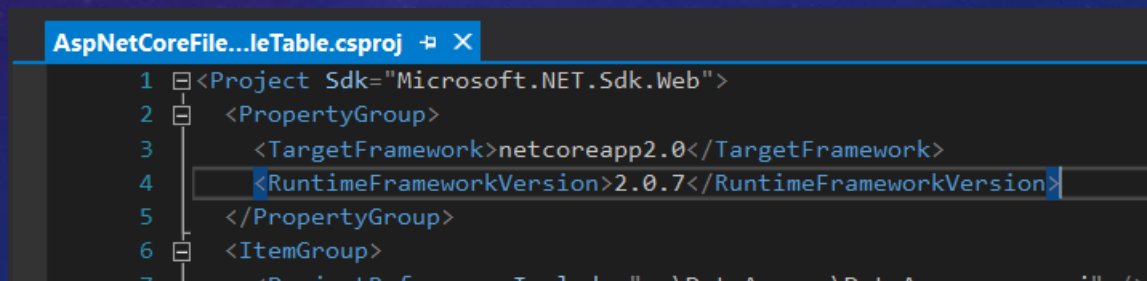 AspNetCoreFile...leTable.csproj
1 <Project Sdk="Microsoft.NET.Sdk.Web">
2 <PropertyGroup>
3 <TargetFramework>netcoreapp2.0</TargetFramework>
4 <RuntimeFrameworkVersion>2.0.7</RuntimeFrameworkVersion>
5 </PropertyGroup>
6 <ItemGroup>